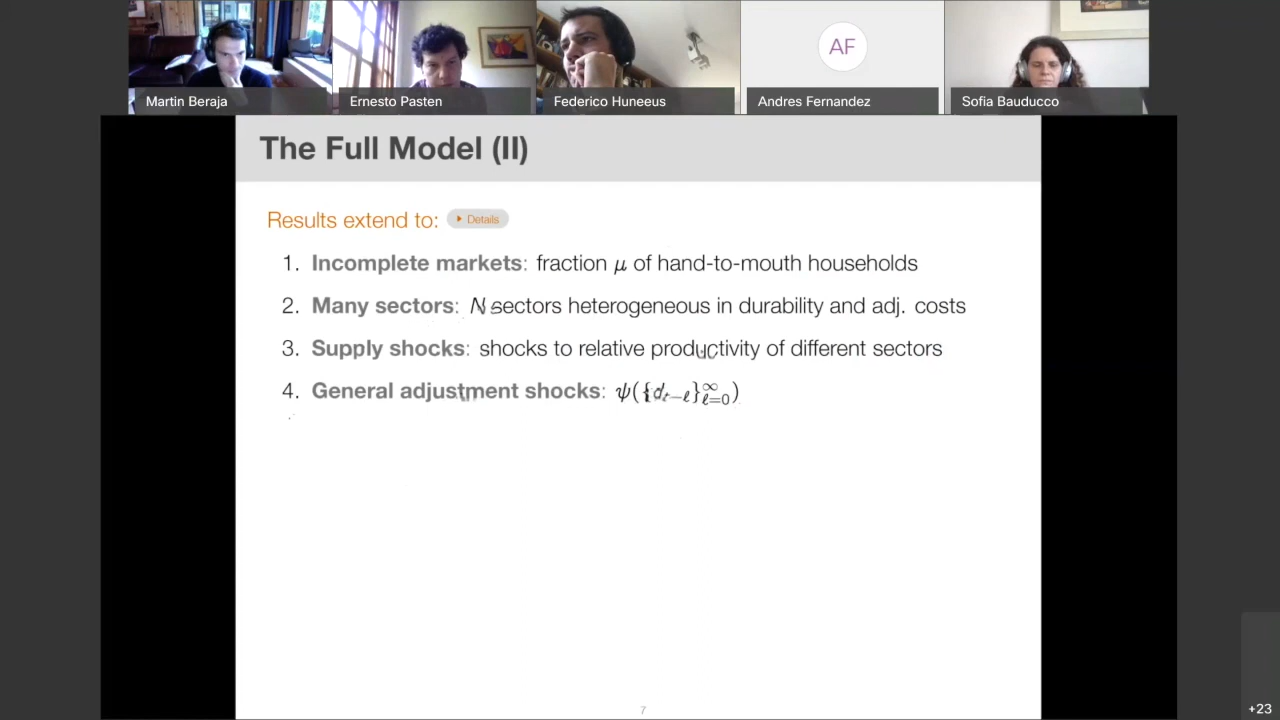 AF
Martin Beraja
Ernesto Pasten
Federico Huneeus
Andres Fernandez
Sofia Bauducco
The Full Model (II)
Results extend to: Details
1. Incomplete markets: fraction μ of hand-to-mouth households
2. Many sectors: N sectors heterogeneous in durability and adj. costs
3. Supply shocks: shocks to relative productivity of different sectors
4. General adjustment shocks: ψ({d_{t−ℓ}}_{ℓ=0}^∞)
7
+23